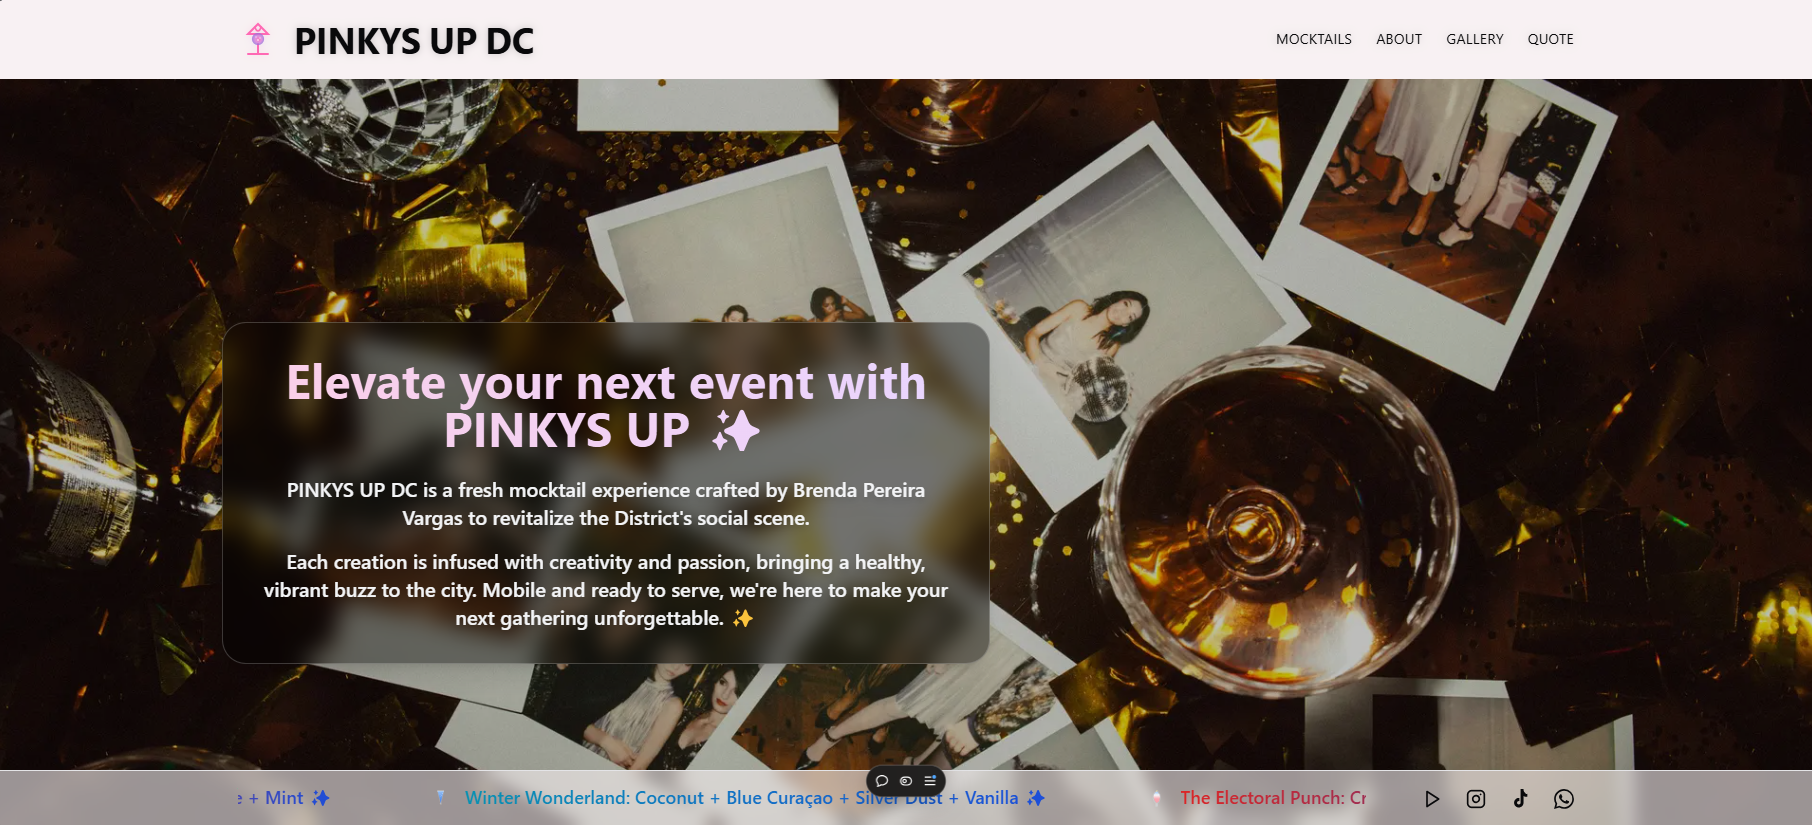 PINKYS UP DC
MOCKTAILS ABOUT GALLERY QUOTE
Elevate your next event with
PINKYS UP ✨
PINKYS UP DC is a fresh mocktail experience crafted by Brenda Pereira
Vargas to revitalize the District's social scene.
Each creation is infused with creativity and passion, bringing a healthy,
vibrant buzz to the city. Mobile and ready to serve, we're here to make your
next gathering unforgettable. ✨
+ Mint ✨ Winter Wonderland: Coconut + Blue Curaçao + Silver Dust + Vanilla ✨ The Electoral Punch: